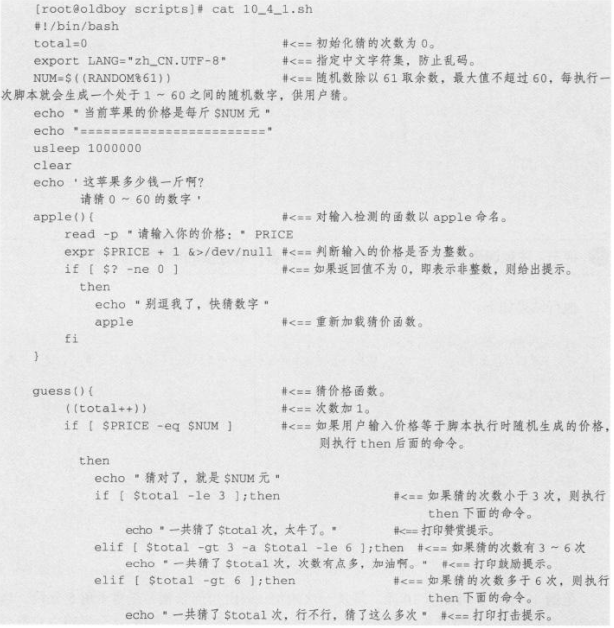 [root@oldboy scripts]# cat 10_4_1.sh
#!/bin/bash
total=0 #<== 初始化猜的次数为 0。
export LANG="zh_CN.UTF-8" #<== 指定中文字符集，防止乱码。
NUM=$((RANDOM%61)) #<== 随机数除以 61 取余数，最大值不超过 60，每执行一
次脚本就会生成一个处于 1 ~ 60 之间的随机数字，供用户猜。
echo " 当前苹果的价格是每斤 $NUM 元 "
echo "========================"
usleep 1000000
clear
echo ' 这苹果多少钱一斤啊?
请猜 0 ~ 60 的数字 '
apple(){ #<== 对输入检测的函数以 apple 命名。
read -p " 请输入你的价格: " PRICE
expr $PRICE + 1 &>/dev/null #<== 判断输入的价格是否为整数。
if [ $? -ne 0 ] #<== 如果返回值不为 0，即表示非整数，则给出提示。
then
echo " 别逗我了，快猜数字 "
apple #<== 重新加载猜价函数。
fi
}
guess(){ #<== 猜价格函数。
((total++)) #<== 次数加 1。
if [ $PRICE -eq $NUM ] #<== 如果用户输入价格等于脚本执行时随机生成的价格，
则执行 then 后面的命令。
then
echo " 猜对了，就是 $NUM 元 "
if [ $total -le 3 ];then #<== 如果猜的次数小于 3 次，则执行
then 下面的命令。
echo " 一共猜了 $total 次，太牛了。" #<== 打印赞赏提示。
elif [ $total -gt 3 -a $total -le 6 ];then #<== 如果猜的次数有 3 ~ 6 次
echo " 一共猜了 $total 次，次数有点多，加油啊。" #<== 打印鼓励提示。
elif [ $total -gt 6 ];then #<== 如果猜的次数多于 6 次，则执行
then 下面的命令。
echo " 一共猜了 $total 次，行不行，猜了这么多次 " #<== 打印打击提示。